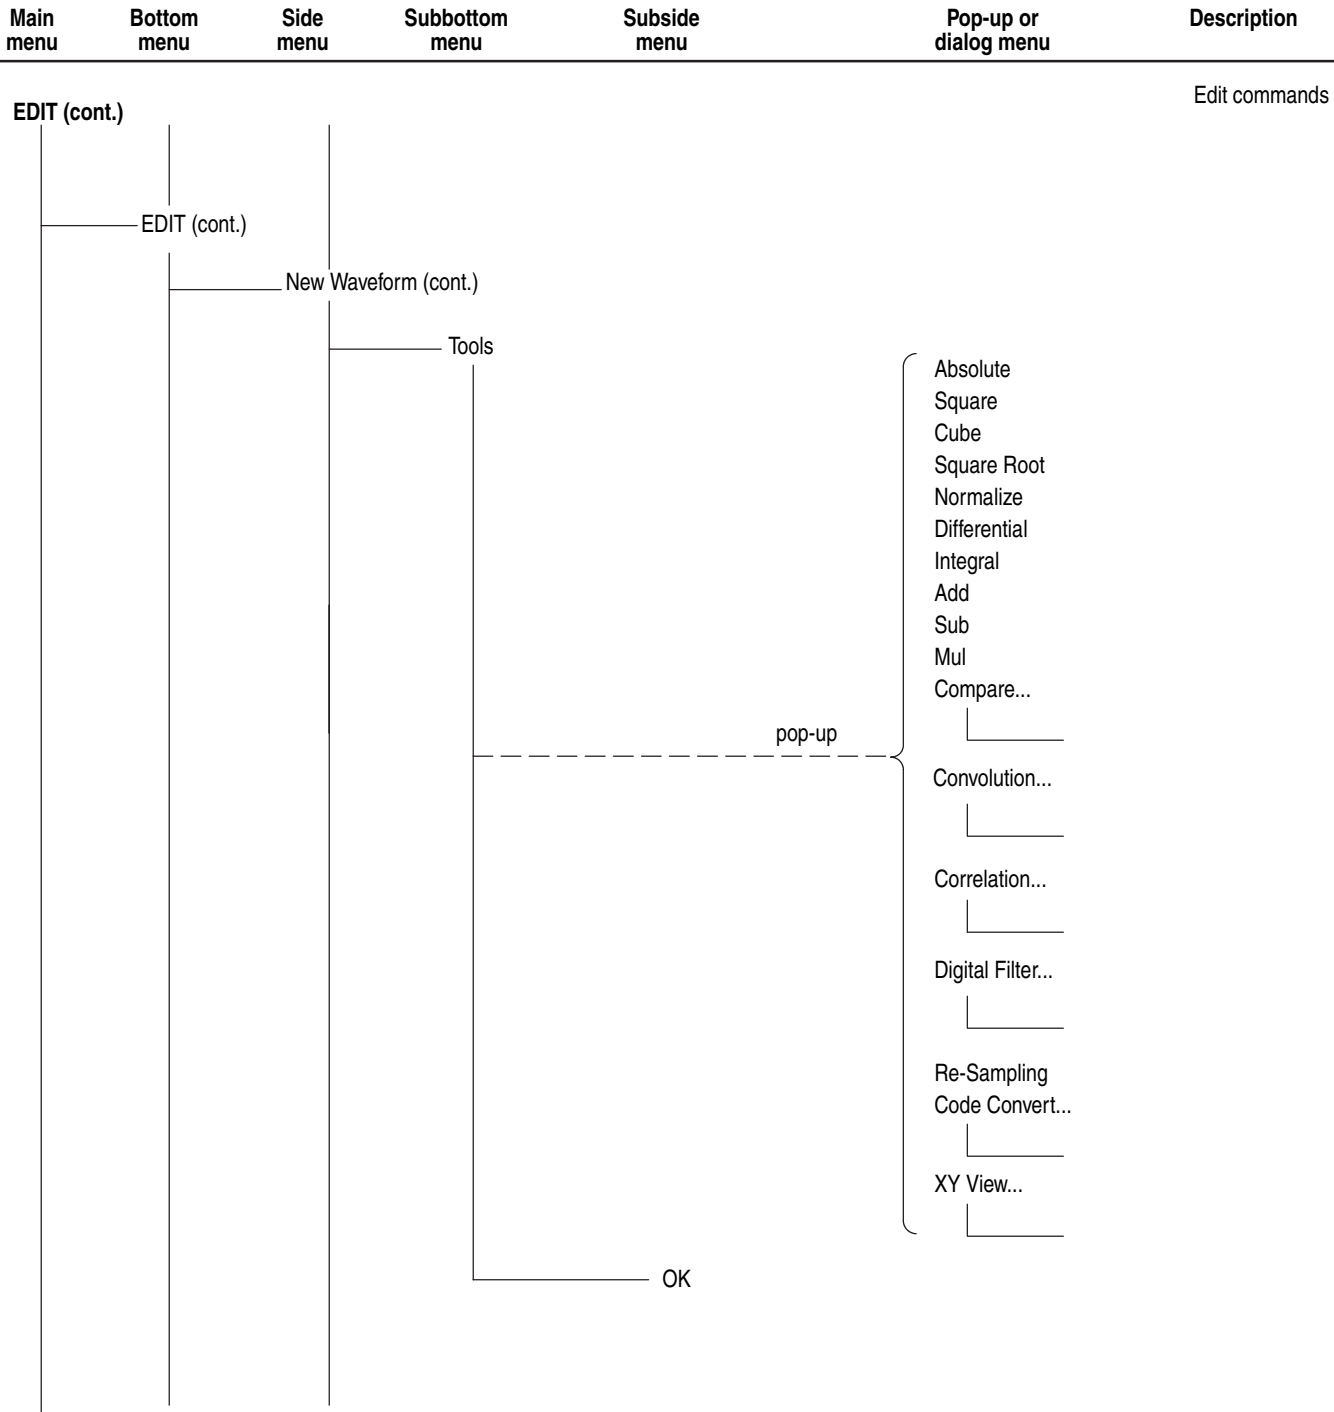 Main menu
Bottom menu
Side menu
Subbottom menu
Subside menu
Pop-up or dialog menu
Description
Edit commands
EDIT (cont.)
EDIT (cont.)
New Waveform (cont.)
Tools
Absolute
Square
Cube
Square Root
Normalize
Differential
Integral
Add
Sub
Mul
Compare...
pop-up
Convolution...
Correlation...
Digital Filter...
Re-Sampling
Code Convert...
XY View...
OK